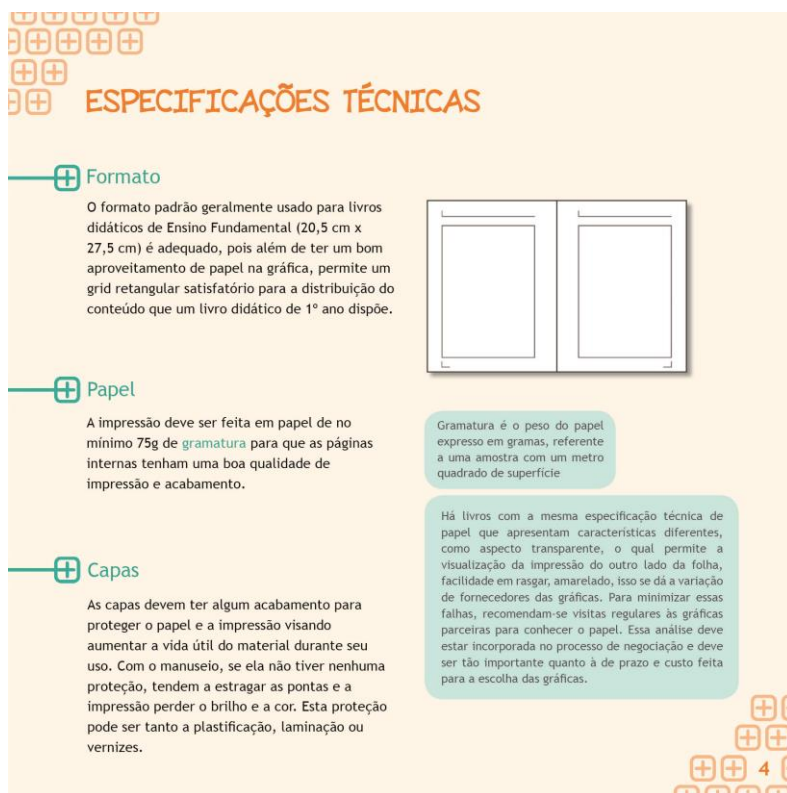 ESPECIFICAÇÕES TÉCNICAS
Formato
O formato padrão geralmente usado para livros
didáticos de Ensino Fundamental (20,5 cm x
27,5 cm) é adequado, pois além de ter um bom
aproveitamento de papel na gráfica, permite um
grid retangular satisfatório para a distribuição do
conteúdo que um livro didático de 1º ano dispõe.
Papel
A impressão deve ser feita em papel de no
mínimo 75g de gramatura para que as páginas
internas tenham uma boa qualidade de
impressão e acabamento.
Gramatura é o peso do papel
expresso em gramas, referente
a uma amostra com um metro
quadrado de superfície
Há livros com a mesma especificação técnica de
papel que apresentam características diferentes,
como aspecto transparente, o qual permite a
visualização da impressão do outro lado da folha,
facilidade em rasgar, amarelado, isso se dá a variação
de fornecedores das gráficas. Para minimizar essas
falhas, recomendam-se visitas regulares às gráficas
parceiras para conhecer o papel. Essa análise deve
estar incorporada no processo de negociação e deve
ser tão importante quanto à de prazo e custo feita
para a escolha das gráficas.
Capas
As capas devem ter algum acabamento para
proteger o papel e a impressão visando
aumentar a vida útil do material durante seu
uso. Com o manuseio, se ela não tiver nenhuma
proteção, tendem a estragar as pontas e a
impressão perder o brilho e a cor. Esta proteção
pode ser tanto a plastificação, laminação ou
vernizes.
4